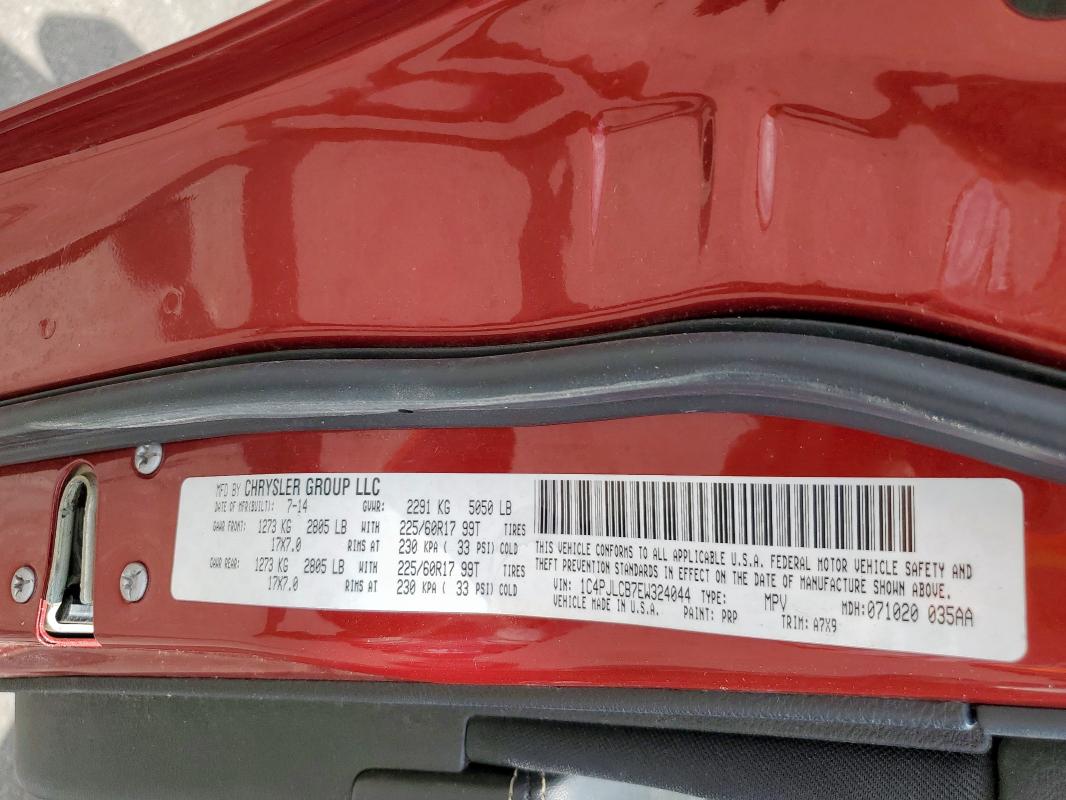 MFD BY CHRYSLER GROUP LLC
DATE OF MFR(BUILT): 7-14 GVWR: 2291 KG 5050 LB
GAWR FRONT: 1273 KG 2805 LB WITH 225/60R17 99T TIRES
17X7.0 RIMS AT 230 KPA ( 33 PSI) COLD
GAWR REAR: 1273 KG 2805 LB WITH 225/60R17 99T TIRES
17X7.0 RIMS AT 230 KPA ( 33 PSI) COLD
THIS VEHICLE CONFORMS TO ALL APPLICABLE U.S.A. FEDERAL MOTOR VEHICLE SAFETY AND
THEFT PREVENTION STANDARDS IN EFFECT ON THE DATE OF MANUFACTURE SHOWN ABOVE.
VIN: 1C4PJLCB7EW324044 TYPE: MPV MDH:071020 035AA
VEHICLE MADE IN U.S.A. PAINT: PRP TRIM: A7X9